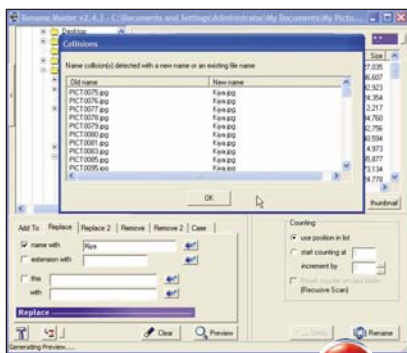 Rename Master v2.4.3 - C:\Documents and Settings\Administrator\My Documents\My Pictu...
Desktop
Collisions
Name collision(s) detected with a new name or an existing file name
Old name New name
PICT0075.jpg Kiya.jpg
PICT0076.jpg Kiya.jpg
PICT0077.jpg Kiya.jpg
PICT0078.jpg Kiya.jpg
PICT0079.jpg Kiya.jpg
PICT0080.jpg Kiya.jpg
PICT0081.jpg Kiya.jpg
PICT0083.jpg Kiya.jpg
PICT0085.jpg Kiya.jpg
PICT0095.jpg Kiya.jpg
OK
Size
Add To Replace Replace 2 Remove Remove 2 Case
name with Kiya
extension with
this
with
Replace
Counting
use position in list
start counting at
increment by
(Recursive Scan)
Clear Preview Undo Rename
Generating Preview....